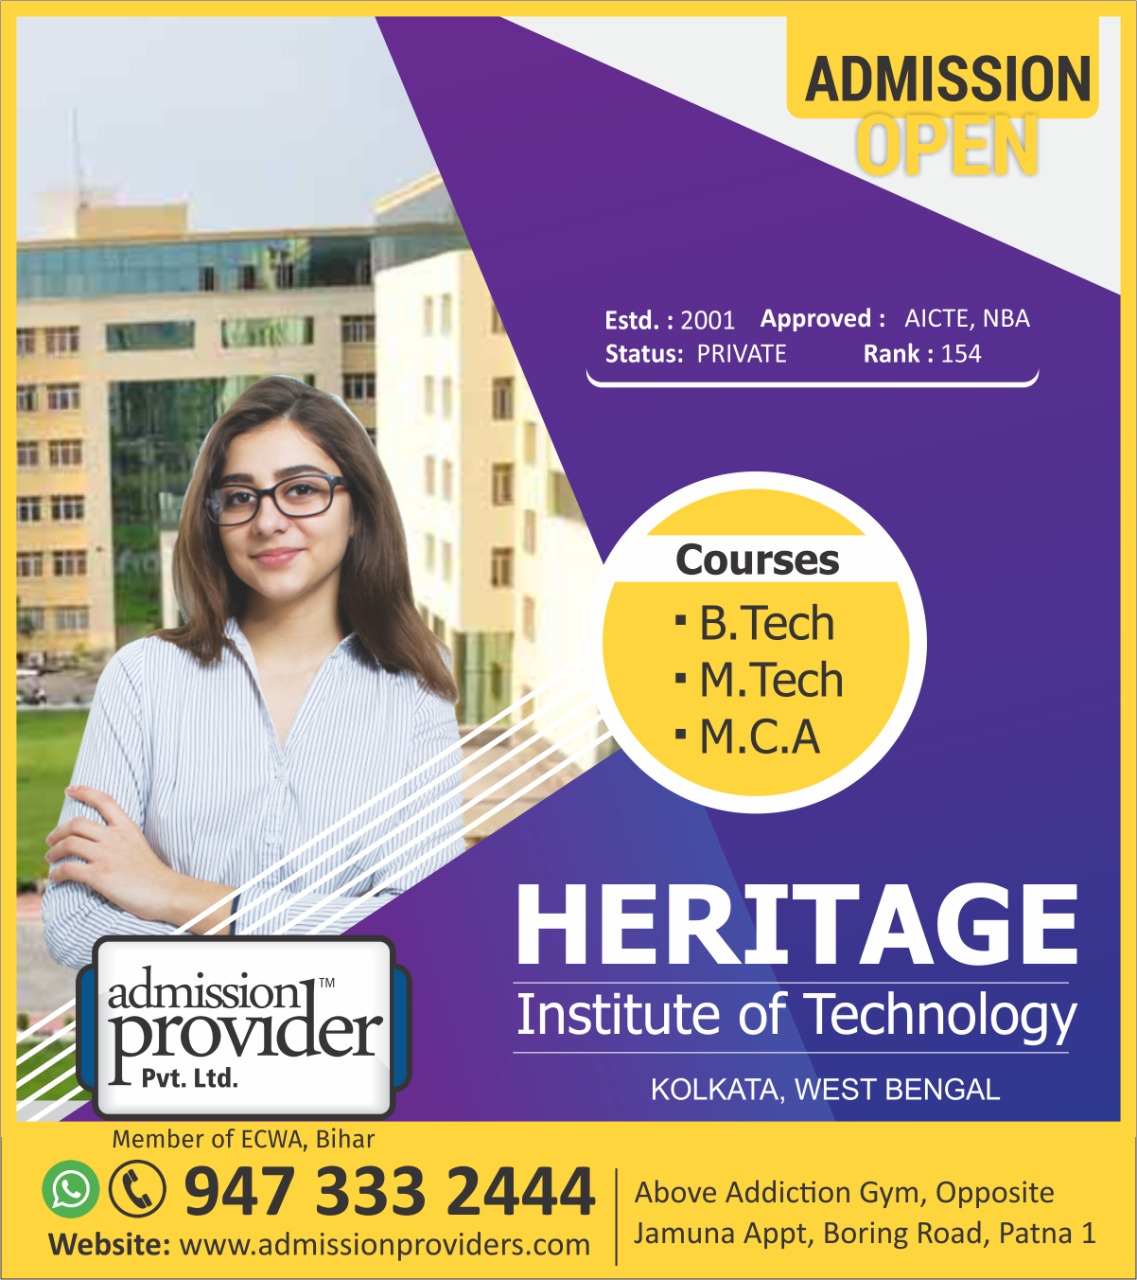 ADMISSION
OPEN
Estd. : 2001 Approved : AICTE, NBA
Status: PRIVATE Rank : 154
Courses
▪ B.Tech
▪ M.Tech
▪ M.C.A
HERITAGE
Institute of Technology
KOLKATA, WEST BENGAL
admission™
provider
Pvt. Ltd.
Member of ECWA, Bihar
947 333 2444
Website: www.admissionproviders.com
Above Addiction Gym, Opposite
Jamuna Appt, Boring Road, Patna 1